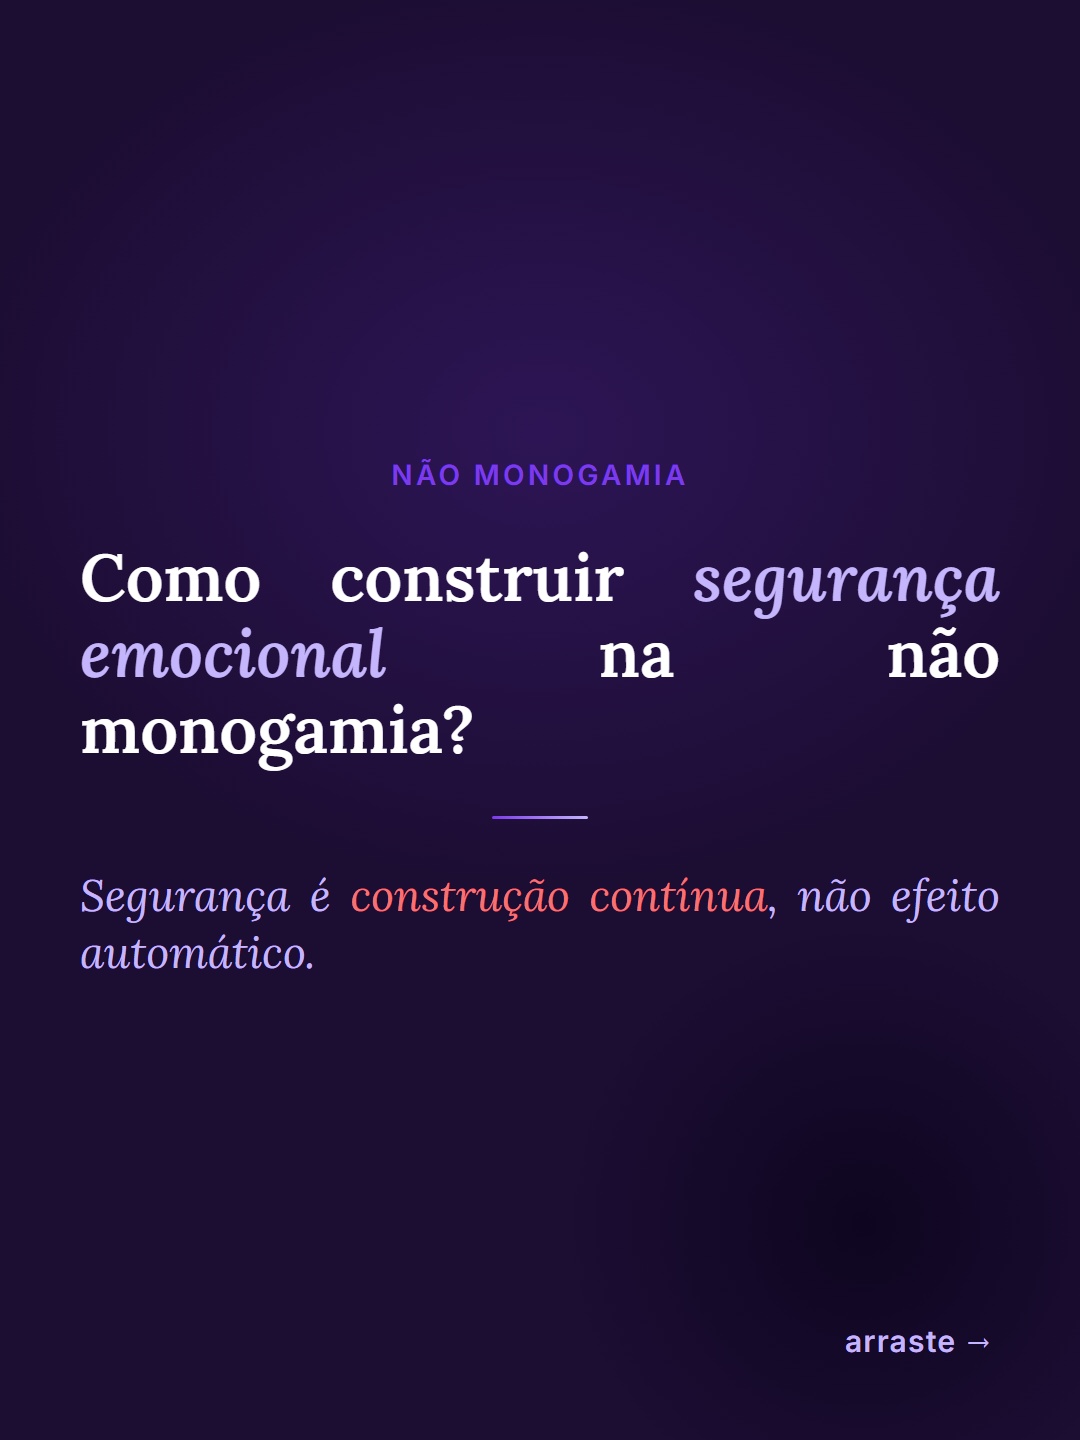 NÃO MONOGAMIA
Como construir segurança
emocional na não
monogamia?
Segurança é construção contínua, não efeito
automático.
arraste →